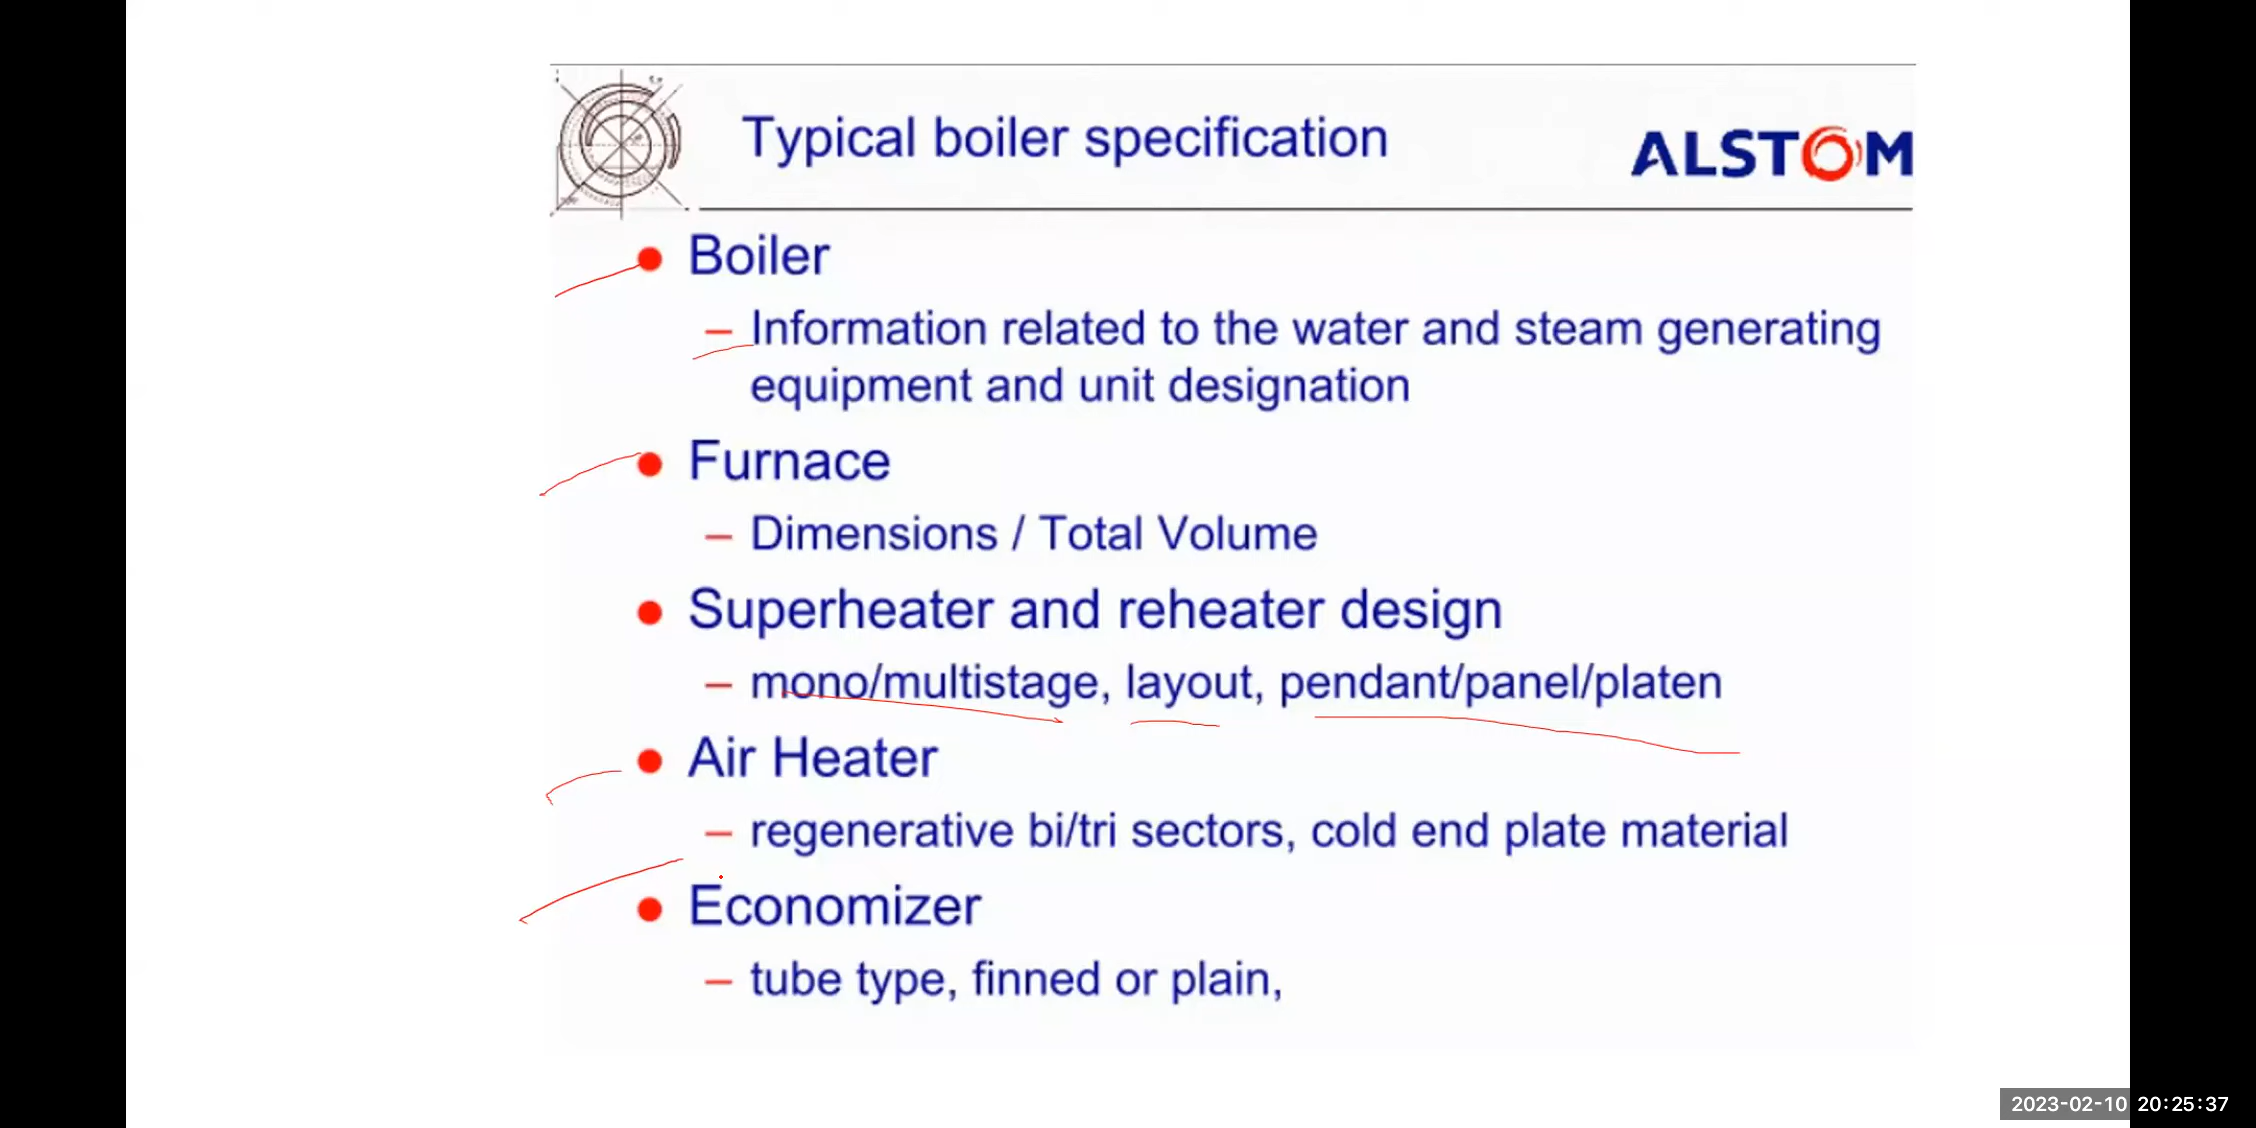 Typical boiler specification
ALSTOM
Boiler
– Information related to the water and steam generating
equipment and unit designation
Furnace
– Dimensions / Total Volume
Superheater and reheater design
– mono/multistage, layout, pendant/panel/platen
Air Heater
– regenerative bi/tri sectors, cold end plate material
Economizer
– tube type, finned or plain,
2023-02-10 20:25:37